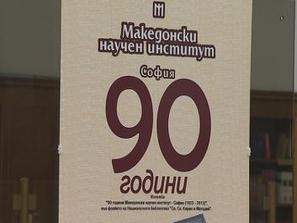 Македонски
научен институт
София
90
години
Изложба
"90 години Македонски научен институт - София (1923 - 2013)",
във фоайето на Националната библиотека "Св. Св. Кирил и Методий"